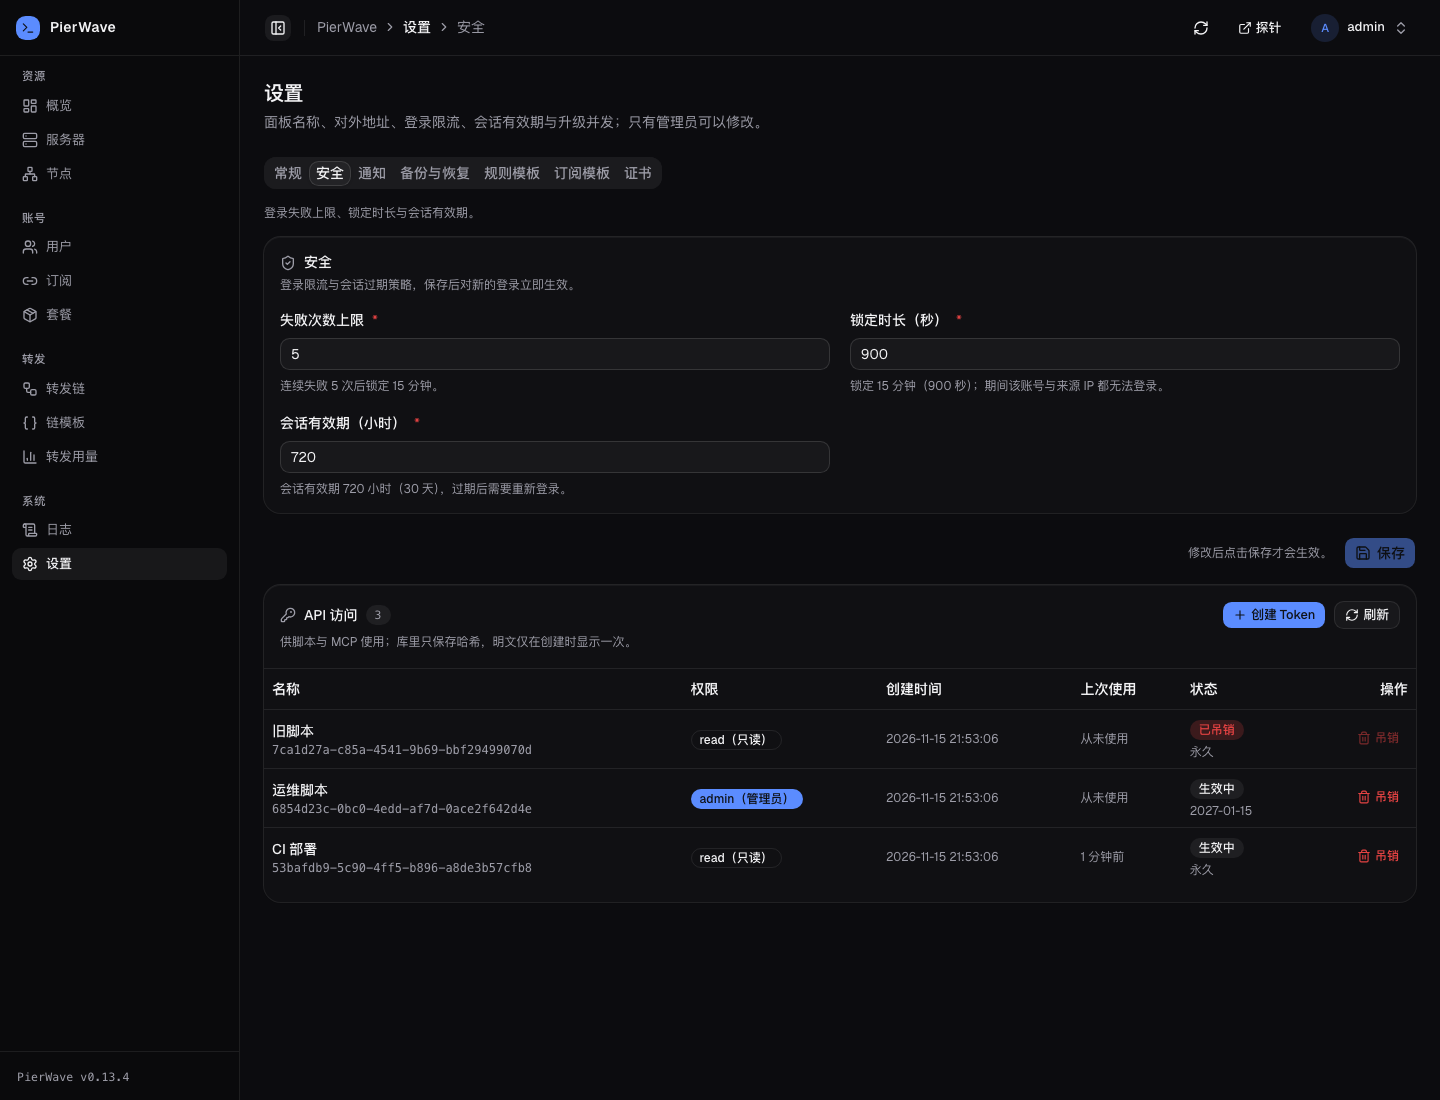 PierWave
资源
概览
服务器
节点
账号
用户
订阅
套餐
转发
转发链
链模板
转发用量
系统
日志
设置
PierWave v0.13.4
PierWave > 设置 > 安全
探针
A admin
设置
面板名称、对外地址、登录限流、会话有效期与升级并发；只有管理员可以修改。
常规 安全 通知 备份与恢复 规则模板 订阅模板 证书
登录失败上限、锁定时长与会话有效期。
安全
登录限流与会话过期策略，保存后对新的登录立即生效。
失败次数上限 *
5
连续失败 5 次后锁定 15 分钟。
锁定时长（秒） *
900
锁定 15 分钟（900 秒）；期间该账号与来源 IP 都无法登录。
会话有效期（小时） *
720
会话有效期 720 小时（30 天），过期后需要重新登录。
修改后点击保存才会生效。 保存
API 访问 3
供脚本与 MCP 使用；库里只保存哈希，明文仅在创建时显示一次。
创建 Token 刷新
名称 权限 创建时间 上次使用 状态 操作
旧脚本
7ca1d27a-c85a-4541-9b69-bbf29499070d
read（只读） 2026-11-15 21:53:06 从未使用
已吊销
永久
吊销
运维脚本
6854d23c-0bc0-4edd-af7d-0ace2f642d4e
admin（管理员） 2026-11-15 21:53:06 从未使用
生效中
2027-01-15
吊销
CI 部署
53bafdb9-5c90-4ff5-b896-a8de3b57cfb8
read（只读） 2026-11-15 21:53:06 1 分钟前
生效中
永久
吊销